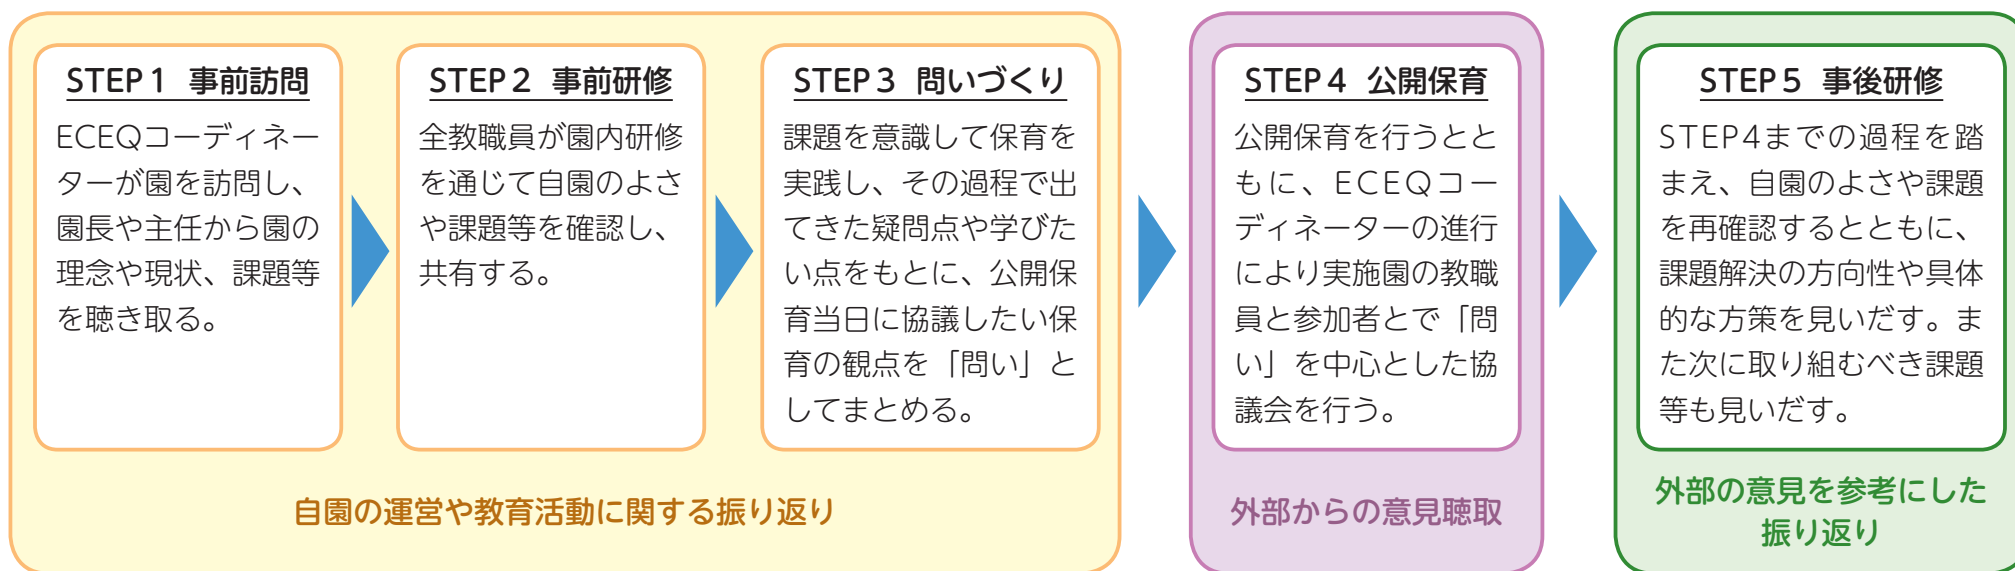 STEP1 事前訪問
ECEQコーディネー
ターが園を訪問し、
園長や主任から園の
理念や現状、課題等
を聴き取る。
STEP2 事前研修
全教職員が園内研修
を通じて自園のよさ
や課題等を確認し、
共有する。
STEP3 問いづくり
課題を意識して保育を
実践し、その過程で出
てきた疑問点や学びた
い点をもとに、公開保
育当日に協議したい保
育の観点を「問い」と
してまとめる。
自園の運営や教育活動に関する振り返り
STEP4 公開保育
公開保育を行うとと
もに、ECEQコー
ディネーターの進行
により実施園の教職
員と参加者とで「問
い」を中心とした協
議会を行う。
外部からの意見聴取
STEP5 事後研修
STEP4までの過程を踏
まえ、自園のよさや課題
を再確認するとともに、
課題解決の方向性や具体
的な方策を見いだす。ま
た次に取り組むべき課題
等も見いだす。
外部の意見を参考にした
振り返り